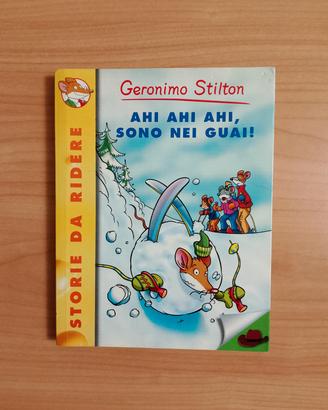 Geronimo Stilton
AHI AHI AHI,
SONO NEI GUAI!
STORIE DA RIDERE